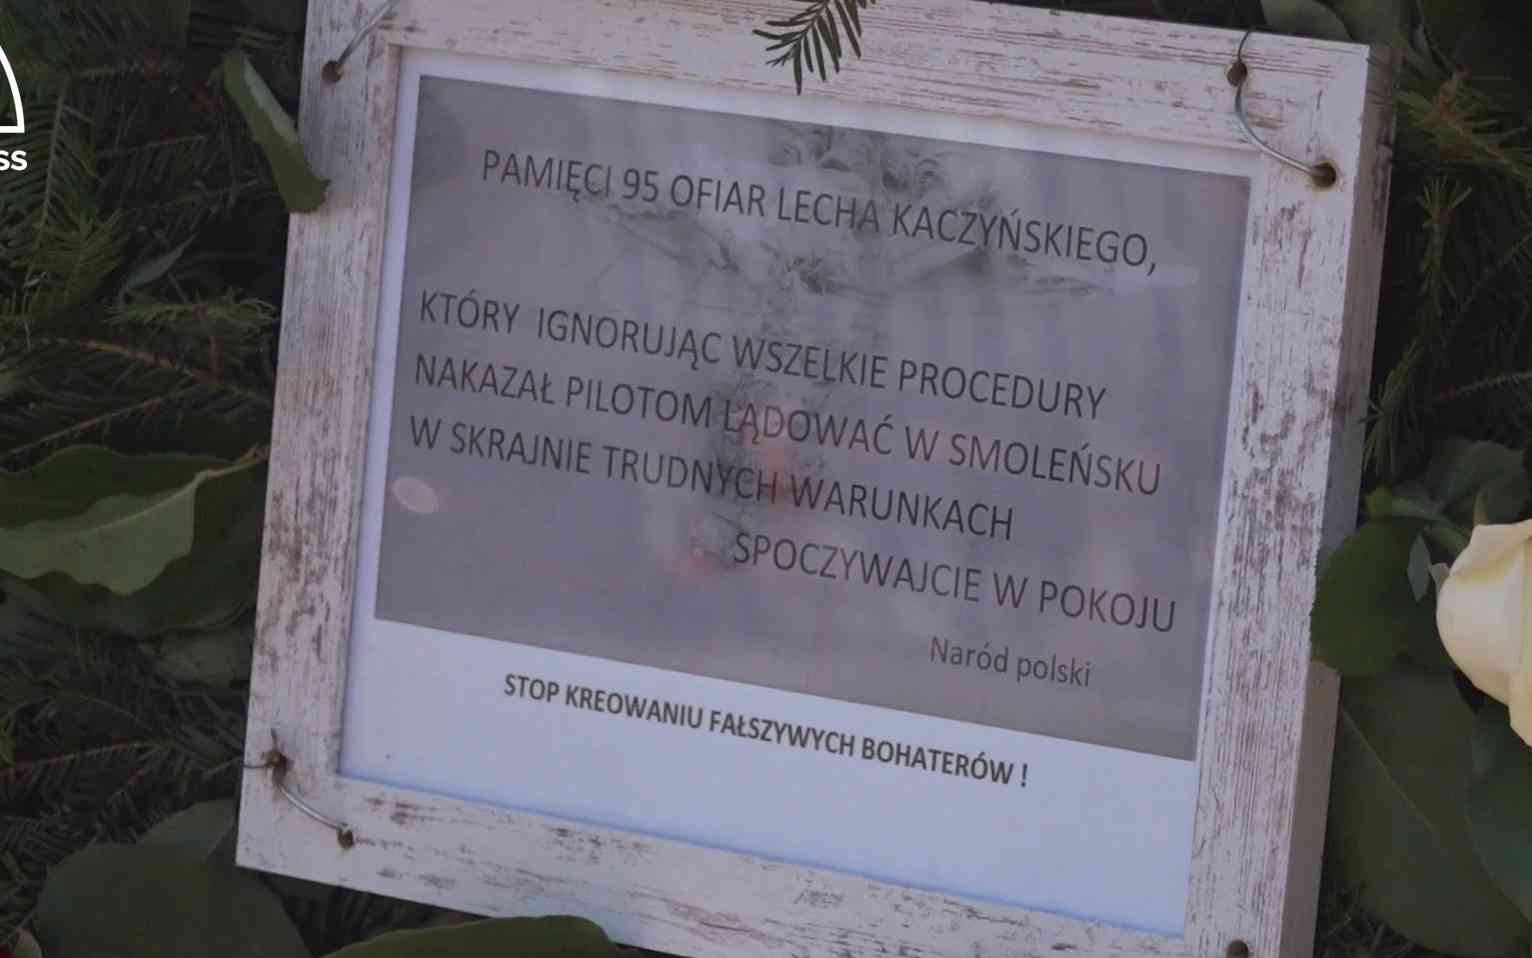 ss
PAMIĘCI 95 OFIAR LECHA KACZYŃSKIEGO,
KTÓRY IGNORUJĄC WSZELKIE PROCEDURY
NAKAZAŁ PILOTOM LĄDOWAĆ W SMOLEŃSKU
W SKRAJNIE TRUDNYCH WARUNKACH
SPOCZYWAJCIE W POKOJU
Naród polski
STOP KREOWANIU FAŁSZYWYCH BOHATERÓW !